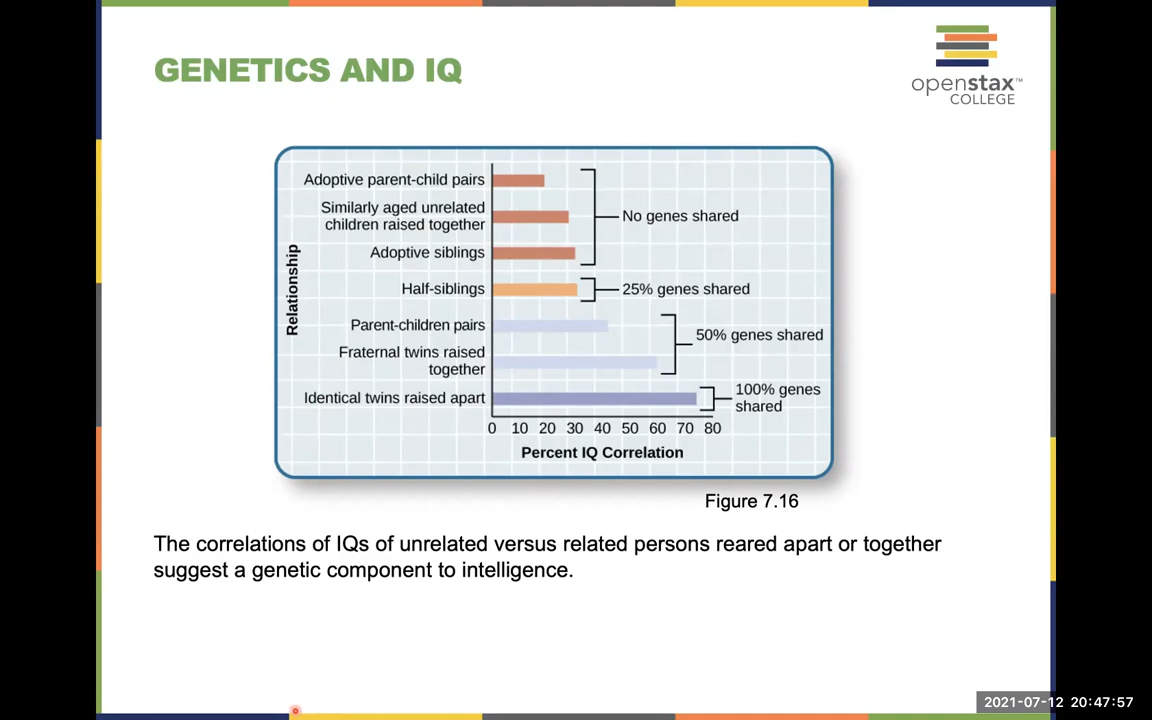 GENETICS AND IQ
openstax™
COLLEGE
Adoptive parent-child pairs
Similarly aged unrelated
children raised together
Adoptive siblings
Half-siblings
Parent-children pairs
Fraternal twins raised
together
Identical twins raised apart
Relationship
No genes shared
25% genes shared
50% genes shared
100% genes
shared
0 10 20 30 40 50 60 70 80
Percent IQ Correlation
Figure 7.16
The correlations of IQs of unrelated versus related persons reared apart or together
suggest a genetic component to intelligence.
2021-07-12 20:47:57